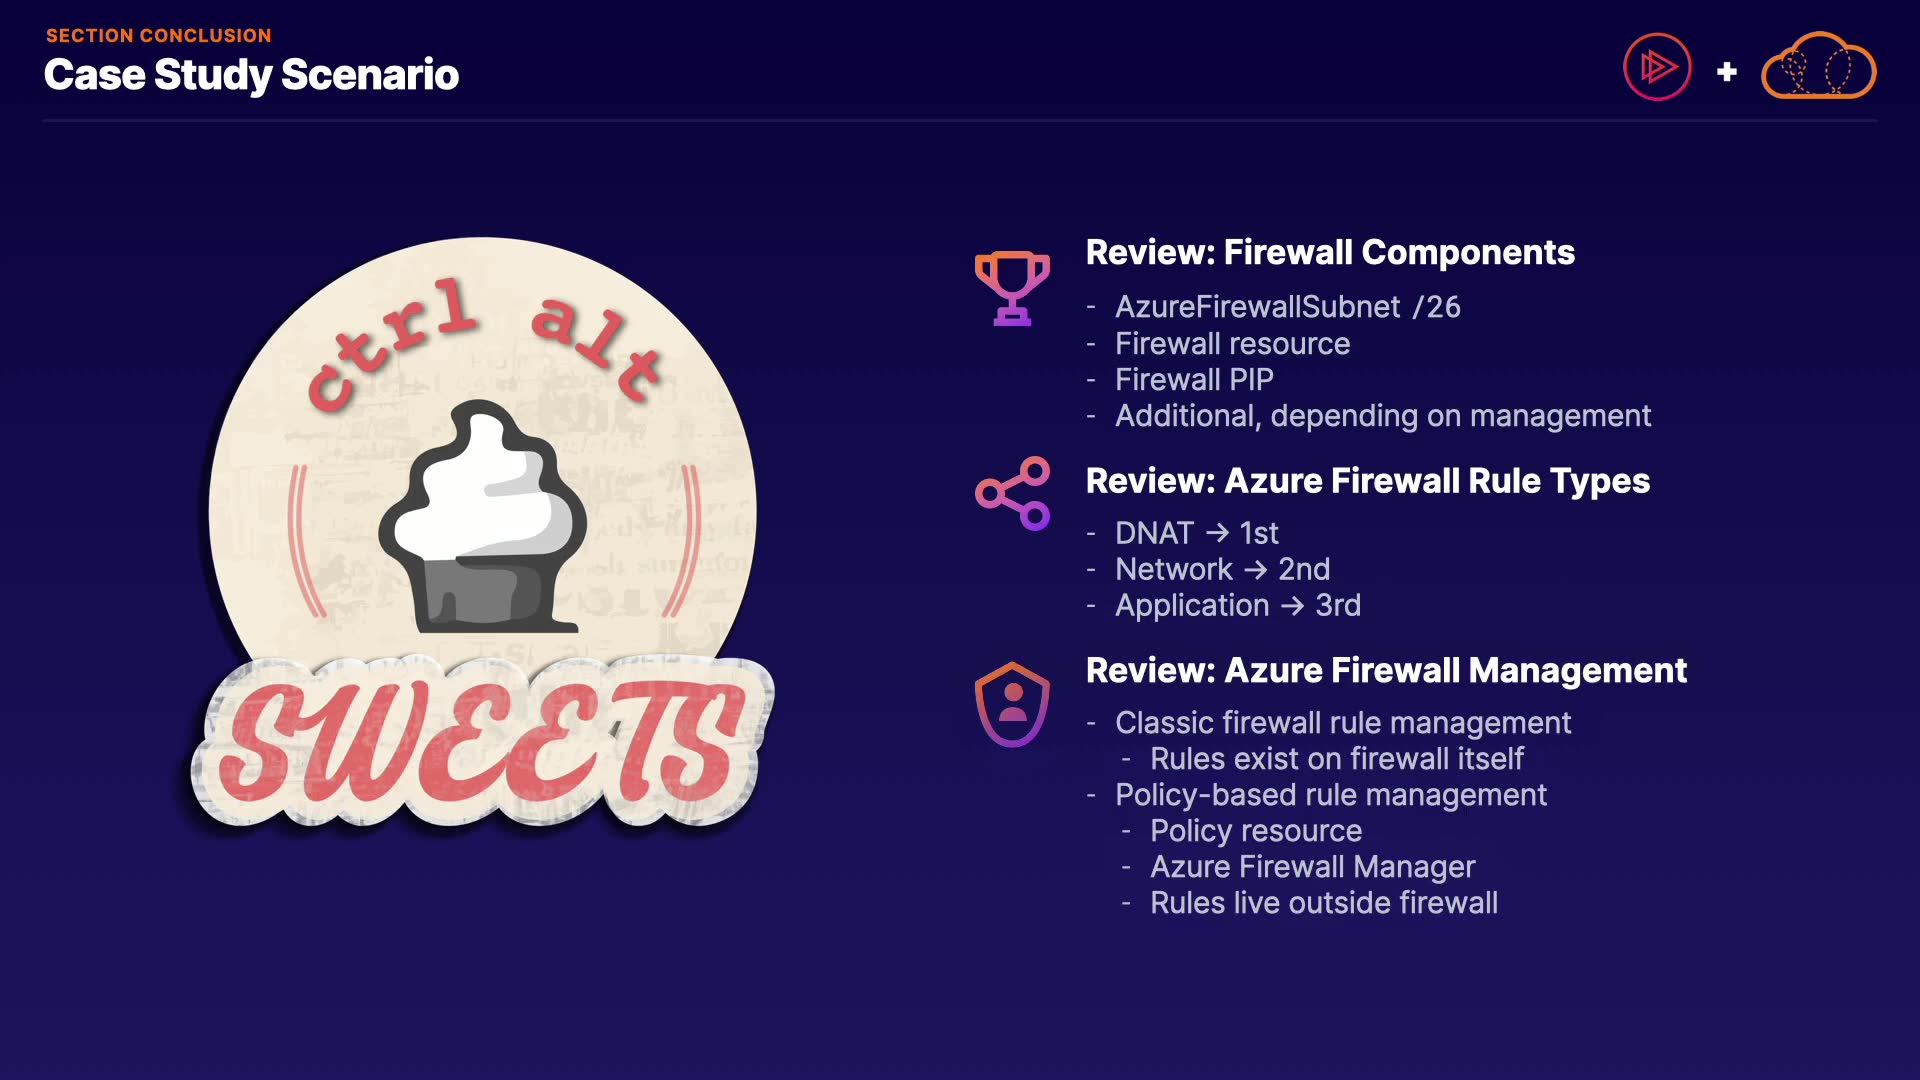 SECTION CONCLUSION
Case Study Scenario
+
ctrl alt
SWEETS
Review: Firewall Components
- AzureFirewallSubnet /26
- Firewall resource
- Firewall PIP
- Additional, depending on management
Review: Azure Firewall Rule Types
- DNAT → 1st
- Network → 2nd
- Application → 3rd
Review: Azure Firewall Management
- Classic firewall rule management
- Rules exist on firewall itself
- Policy-based rule management
- Policy resource
- Azure Firewall Manager
- Rules live outside firewall